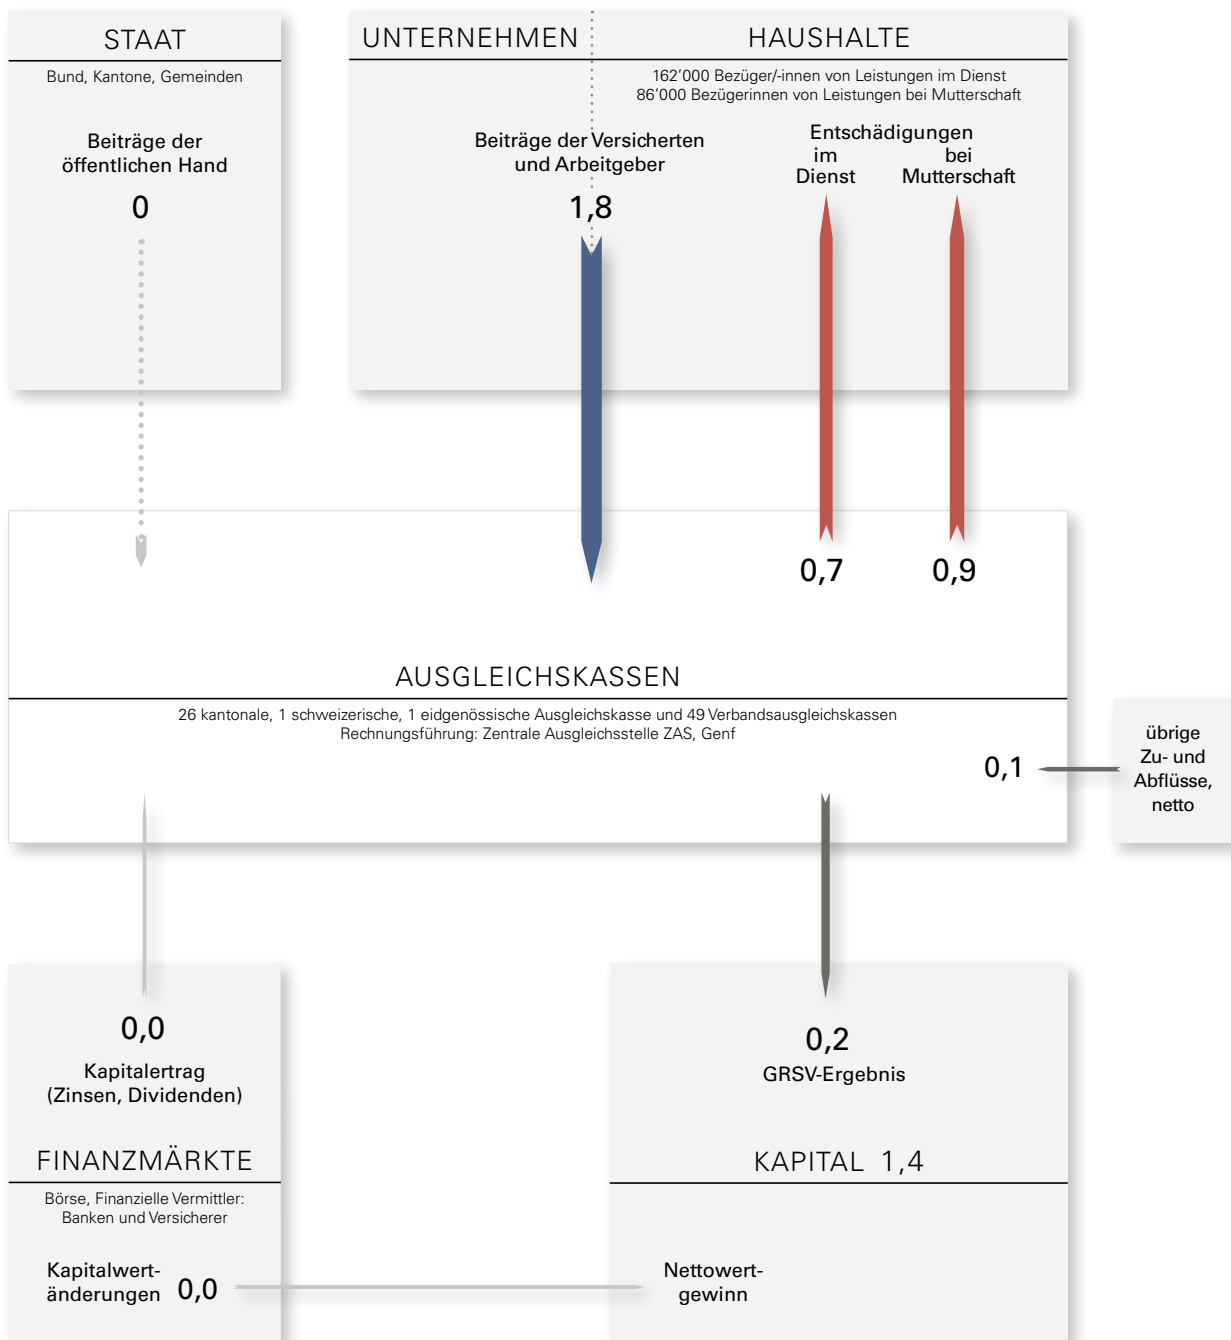 STAAT
Bund, Kantone, Gemeinden
Beiträge der
öffentlichen Hand
0
UNTERNEHMEN
HAUSHALTE
162’000 Bezüger/-innen von Leistungen im Dienst
86’000 Bezügerinnen von Leistungen bei Mutterschaft
Beiträge der Versicherten
und Arbeitgeber
1,8
Entschädigungen
im
Dienst
bei
Mutterschaft
0,7
0,9
AUSGLEICHSKASSEN
26 kantonale, 1 schweizerische, 1 eidgenössische Ausgleichskasse und 49 Verbandsausgleichskassen
Rechnungsführung: Zentrale Ausgleichsstelle ZAS, Genf
0,1
übrige
Zu- und
Abflüsse,
netto
0,0
Kapitalertrag
(Zinsen, Dividenden)
FINANZMÄRKTE
Börse, Finanzielle Vermittler:
Banken und Versicherer
Kapitalwert-
änderungen 0,0
0,2
GRSV-Ergebnis
KAPITAL 1,4
Nettowert-
gewinn